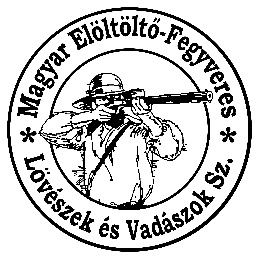 Magyar Elöltöltő-Fegyveres
* Lövészek és Vadászok Sz. *